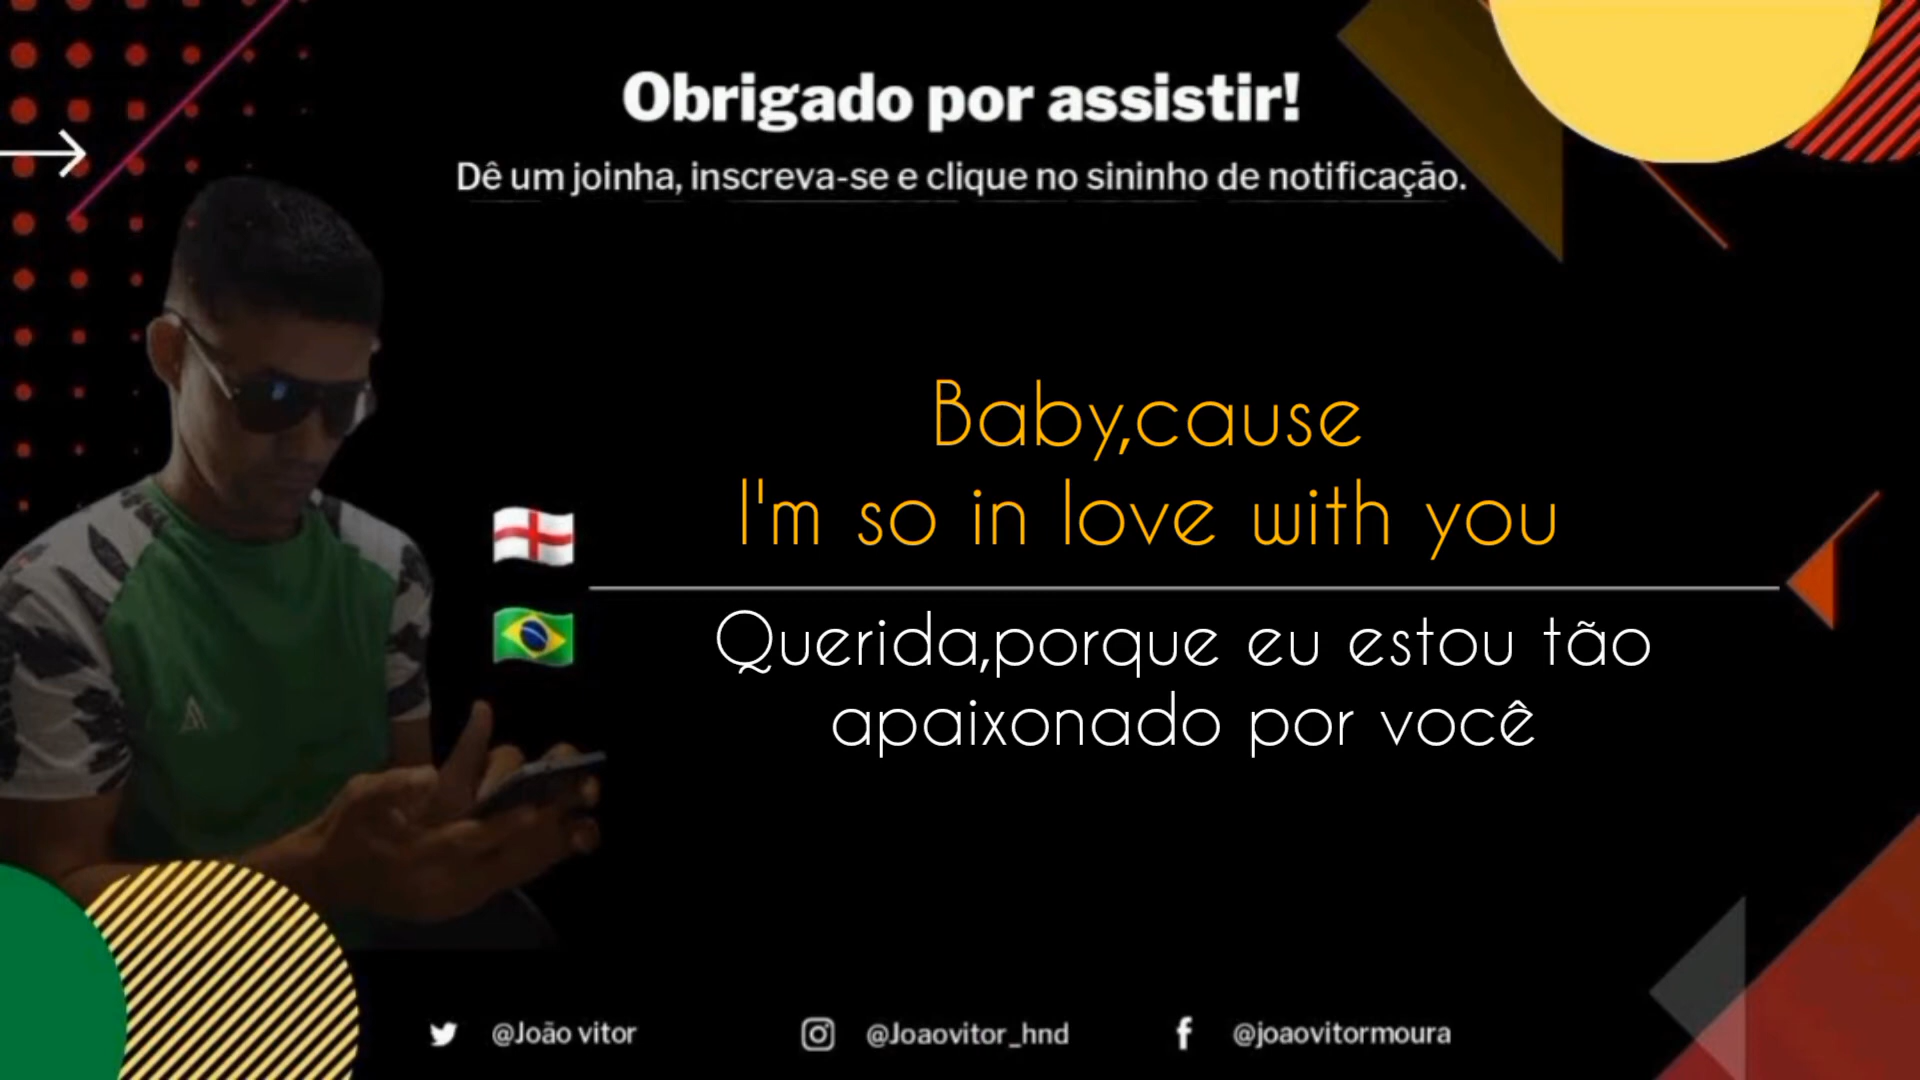 Obrigado por assistir!
Dê um joinha, inscreva-se e clique no sininho de notificação.
Baby,cause
I'm so in love with you
Querida,porque eu estou tão
apaixonado por você
@João vitor
@Joaovitor_hnd
@joaovitormoura